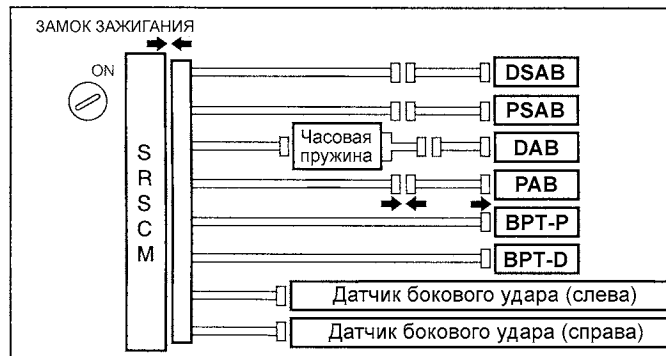 ЗАМОК ЗАЖИГАНИЯ
ON
SRSCM
DSAB
PSAB
Часовая
пружина
DAB
PAB
BPT-P
BPT-D
Датчик бокового удара (слева)
Датчик бокового удара (справа)